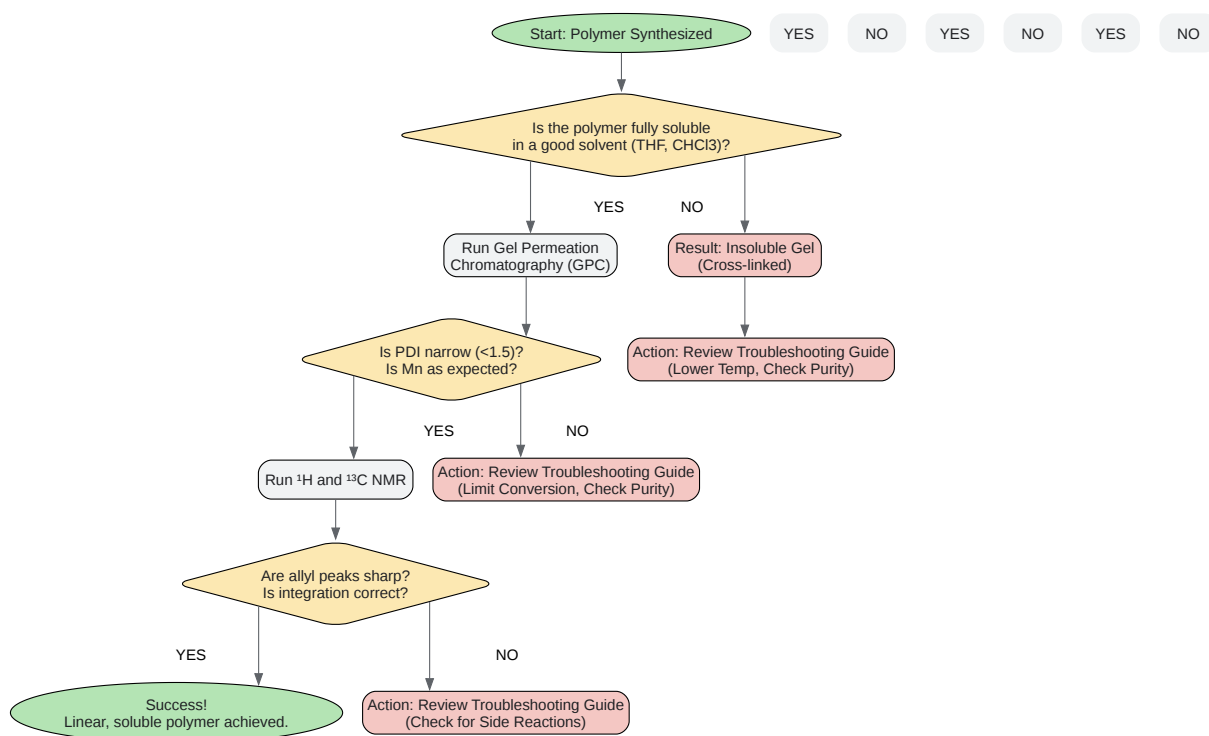 Start: Polymer Synthesized
YES
NO
YES
NO
YES
NO
Is the polymer fully soluble
in a good solvent (THF, CHCl3)?
YES
NO
Run Gel Permeation
Chromatography (GPC)
Result: Insoluble Gel
(Cross-linked)
Is PDI narrow (<1.5)?
Is Mn as expected?
Action: Review Troubleshooting Guide
(Lower Temp, Check Purity)
YES
NO
Run ¹H and ¹³C NMR
Action: Review Troubleshooting Guide
(Limit Conversion, Check Purity)
Are allyl peaks sharp?
Is integration correct?
YES
NO
Success!
Linear, soluble polymer achieved.
Action: Review Troubleshooting Guide
(Check for Side Reactions)